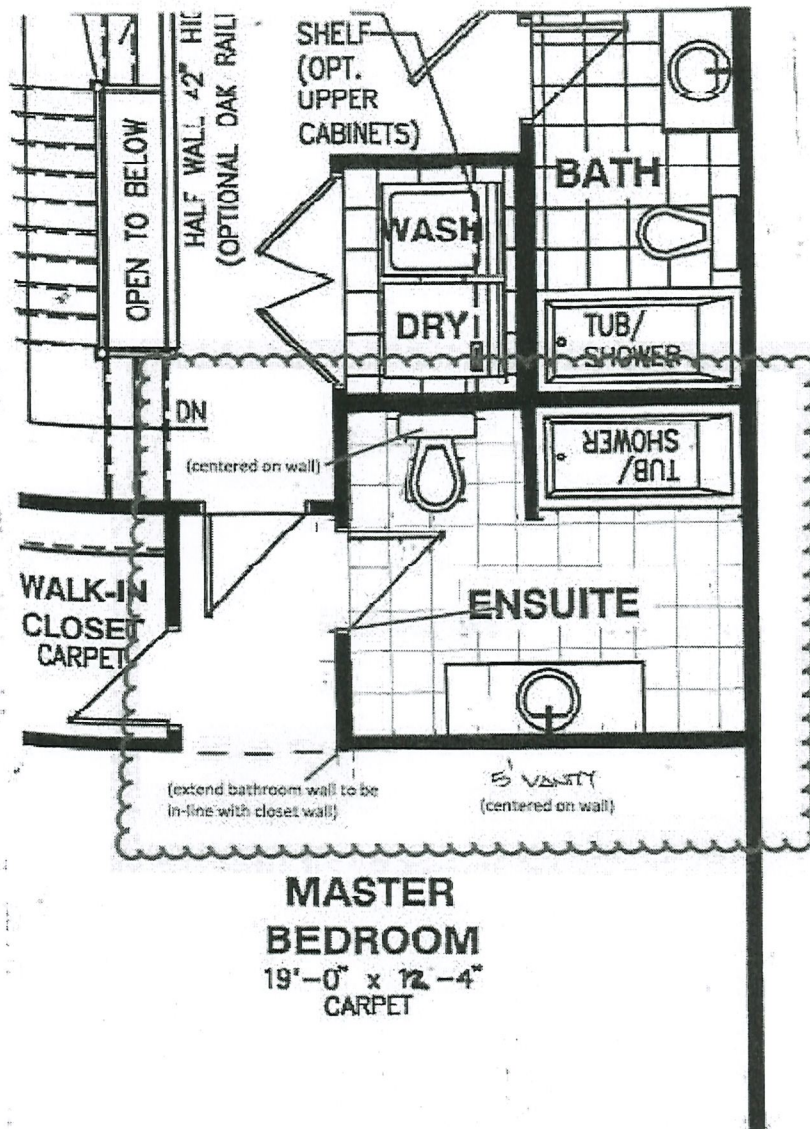 SHELF
(OPT.
UPPER
CABINETS)
HALF WALL 42" HIG
(OPTIONAL OAK RAILI
OPEN TO BELOW
BATH
WASH
DRY
TUB/
SHOWER
DN
(centered on wall)
TUB/
SHOWER
WALK-IN
CLOSET
CARPET
ENSUITE
(extend bathroom wall to be
in-line with closet wall)
5' VANITY
(centered on wall)
MASTER
BEDROOM
19'-0" x 12'-4"
CARPET